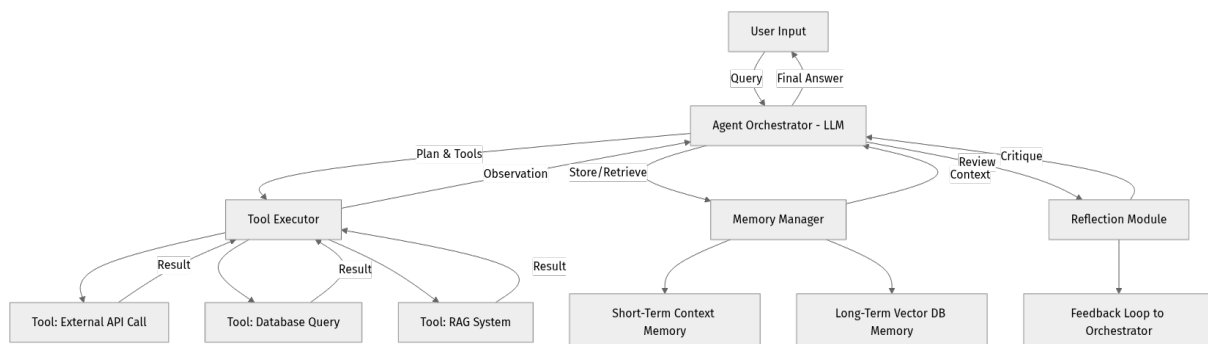 User Input
Query
Final Answer
Agent Orchestrator - LLM
Plan & Tools
Observation
Store/Retrieve
Review
Context
Critique
Tool Executor
Memory Manager
Reflection Module
Result
Result
Result
Tool: External API Call
Tool: Database Query
Tool: RAG System
Short-Term Context
Memory
Long-Term Vector DB
Memory
Feedback Loop to
Orchestrator